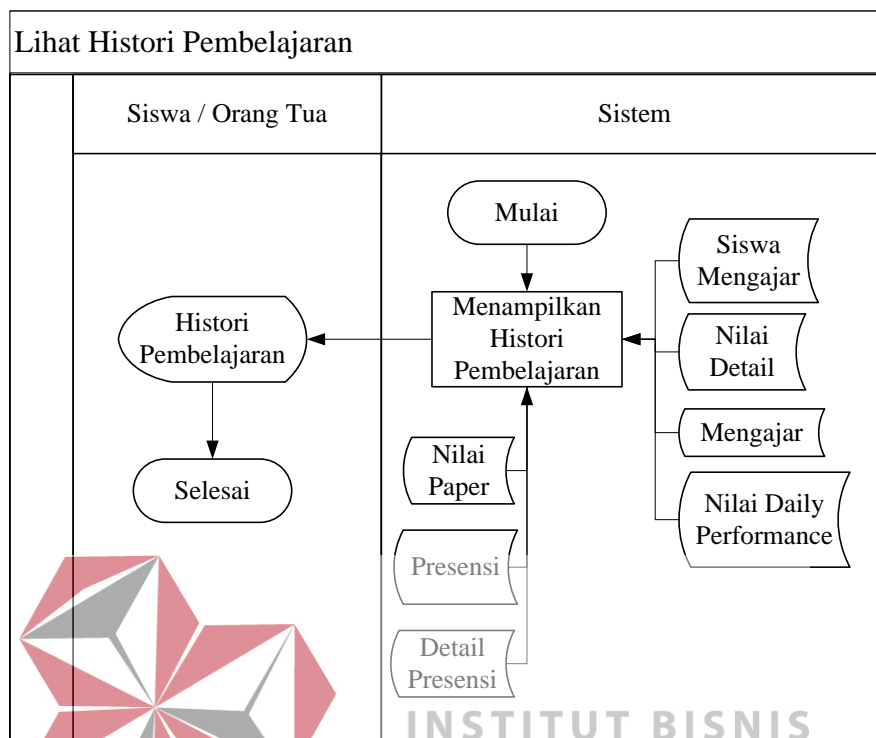 Lihat Histori Pembelajaran
Siswa / Orang Tua
Sistem
Mulai
Siswa
Mengajar
Menampilkan
Histori
Pembelajaran
Histori
Pembelajaran
Nilai
Detail
Mengajar
Nilai
Paper
Selesai
Nilai Daily
Performance
Presensi
Detail
Presensi
INSTITUT BISNIS